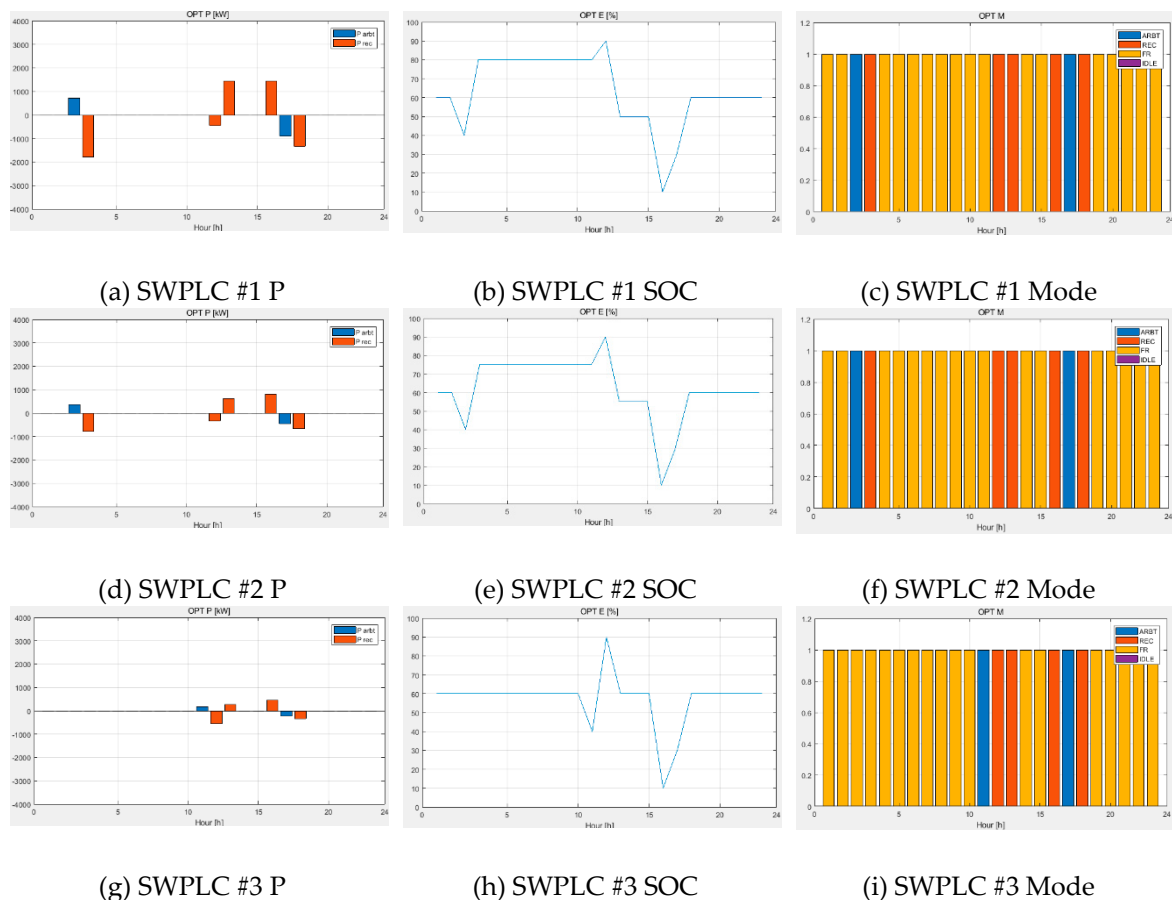 OPT P [kW]
4000
3000
2000
1000
0
-1000
-2000
-3000
-4000
P arbt
P rec
0 5 10 15 20 24
Hour [h]
OPT E [%]
100
90
80
70
60
50
40
30
20
10
0
0 5 10 15 20 24
Hour [h]
OPT M
1.2
1
0.8
0.6
0.4
0.2
0
ARBT
REC
FR
IDLE
0 5 10 15 20 24
Hour [h]
(a) SWPLC #1 P
(b) SWPLC #1 SOC
(c) SWPLC #1 Mode
OPT P [kW]
4000
3000
2000
1000
0
-1000
-2000
-3000
-4000
P arbt
P rec
0 5 10 15 20 24
Hour [h]
OPT E [%]
100
90
80
70
60
50
40
30
20
10
0
0 5 10 15 20 24
Hour [h]
OPT M
1.2
1
0.8
0.6
0.4
0.2
0
ARBT
REC
FR
IDLE
0 5 10 15 20 24
Hour [h]
(d) SWPLC #2 P
(e) SWPLC #2 SOC
(f) SWPLC #2 Mode
OPT P [kW]
4000
3000
2000
1000
0
-1000
-2000
-3000
-4000
P arbt
P rec
0 5 10 15 20 24
Hour [h]
OPT E [%]
100
90
80
70
60
50
40
30
20
10
0
0 5 10 15 20 24
Hour [h]
OPT M
1.2
1
0.8
0.6
0.4
0.2
0
ARBT
REC
FR
IDLE
0 5 10 15 20 24
Hour [h]
(g) SWPLC #3 P
(h) SWPLC #3 SOC
(i) SWPLC #3 Mode